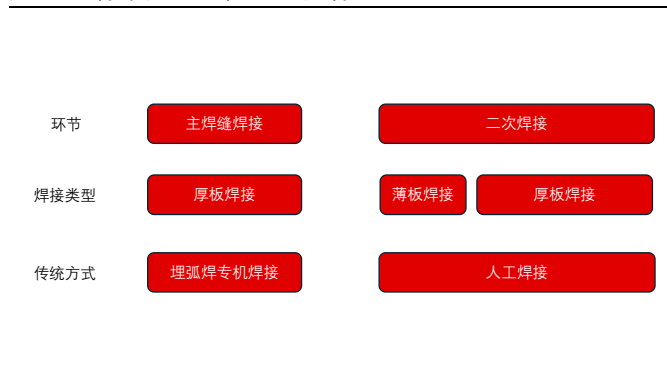 环节 主焊缝焊接 二次焊接
焊接类型 厚板焊接 薄板焊接 厚板焊接
传统方式 埋弧焊专机焊接 人工焊接